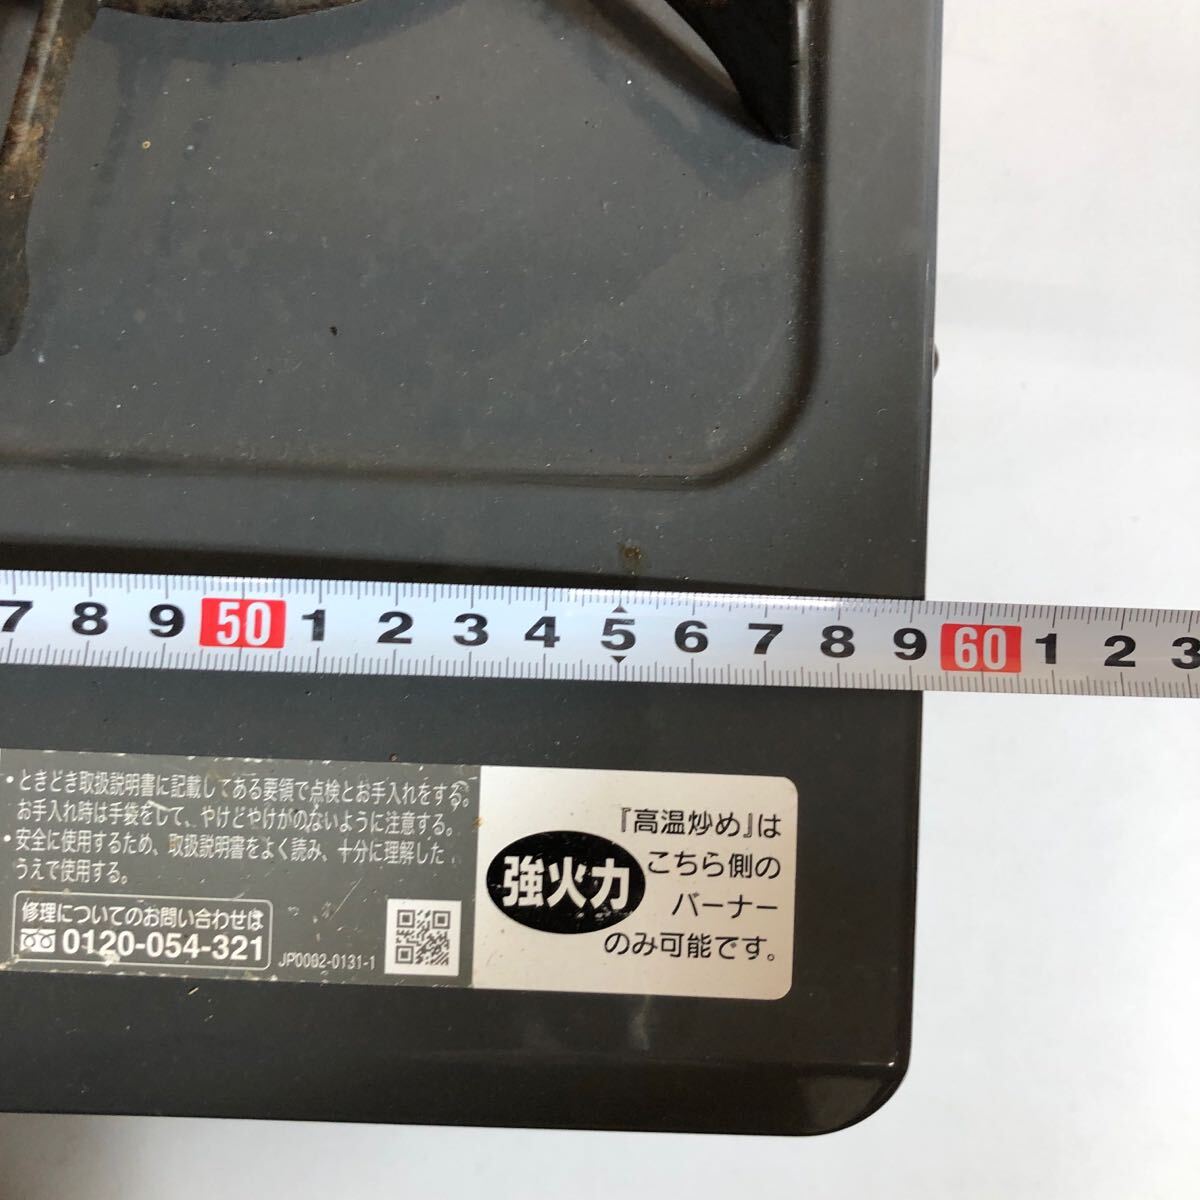 7 8 9 50 1 2 3 4 5 6 7 8 9 60 1 2 3
・ときどき取扱説明書に記載してある要領で点検とお手入れをする。
お手入れ時は手袋をして、やけどやけがのないように注意する。
・安全に使用するため、取扱説明書をよく読み、十分に理解した
うえで使用する。
修理についてのお問い合わせは
0120-054-321
JP0002-0131-1
強火力
『高温炒め』は
こちら側の
バーナー
のみ可能です。